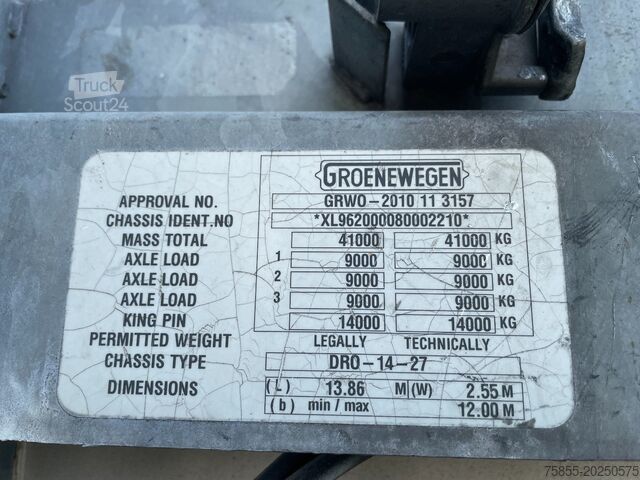 Truck
Scout24
GROENEWEGEN
APPROVAL NO. GRWO-2010 11 3157
CHASSIS IDENT.NO *XL962000080002210*
MASS TOTAL 41000 41000 KG
AXLE LOAD 1 9000 9000 KG
AXLE LOAD 2 9000 9000 KG
AXLE LOAD 3 9000 9000 KG
KING PIN 14000 14000 KG
PERMITTED WEIGHT LEGALLY TECHNICALLY
CHASSIS TYPE DRO-14-27
DIMENSIONS (L) 13.86 M (W) 2.55 M
(b) min / max 12.00 M
75855-20250575